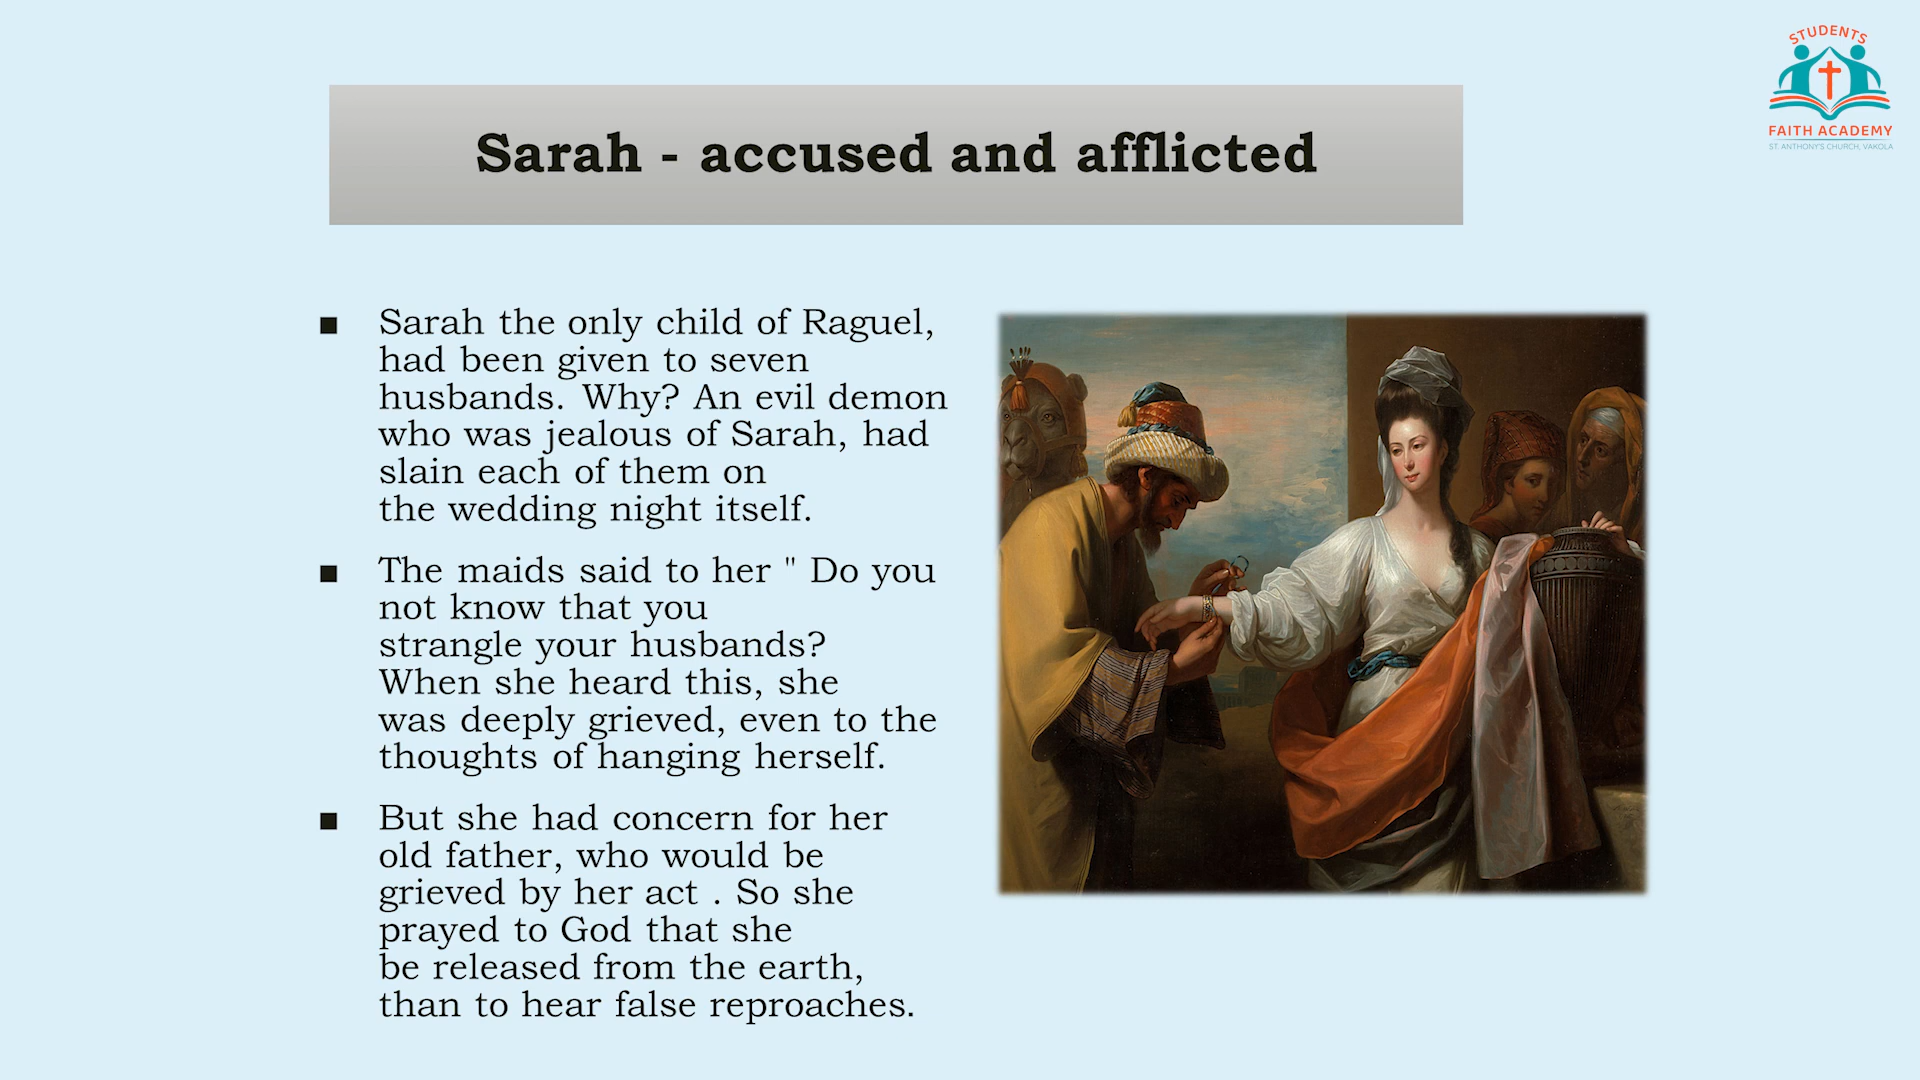 STUDENTS
FAITH ACADEMY
ST. ANTHONY'S CHURCH, VAKOLA
Sarah - accused and afflicted
▪ Sarah the only child of Raguel,
had been given to seven
husbands. Why? An evil demon
who was jealous of Sarah, had
slain each of them on
the wedding night itself.
▪ The maids said to her " Do you
not know that you
strangle your husbands?
When she heard this, she
was deeply grieved, even to the
thoughts of hanging herself.
▪ But she had concern for her
old father, who would be
grieved by her act . So she
prayed to God that she
be released from the earth,
than to hear false reproaches.